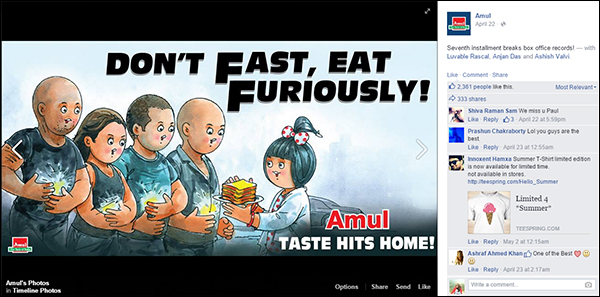 DON'T FAST, EAT
FURIOUSLY!
Amul
TASTE HITS HOME!
Amul
Amul's Photos
in Timeline Photos
Options Share Send Like
Amul
Amul
April 22 ·
Seventh Installment breaks box office records! — with
Luvable Rascal, Anjan Das and Ashish Valvi.
Like · Comment · Share
2,361 people like this.
Most Relevant
333 shares
Shiva Raman Sam We miss u Paul
Like · Reply · 3 · April 22 at 5:59pm
Prashun Chakraborty Lol you guys are the
best
Like · Reply · April 23 at 12:55am
Innoxent Hamxa Summer T-Shirt limited edition
is now available for limited time.
not available in stores.
http://teespring.com/Hello_Summer
Limited 4
"Summer"
TEESPRING.COM
Like · Reply · May 2 at 12:15am
Ashraf Ahmed Khan One of the Best
Like · Reply · April 23 at 2:17am
Write a comment...